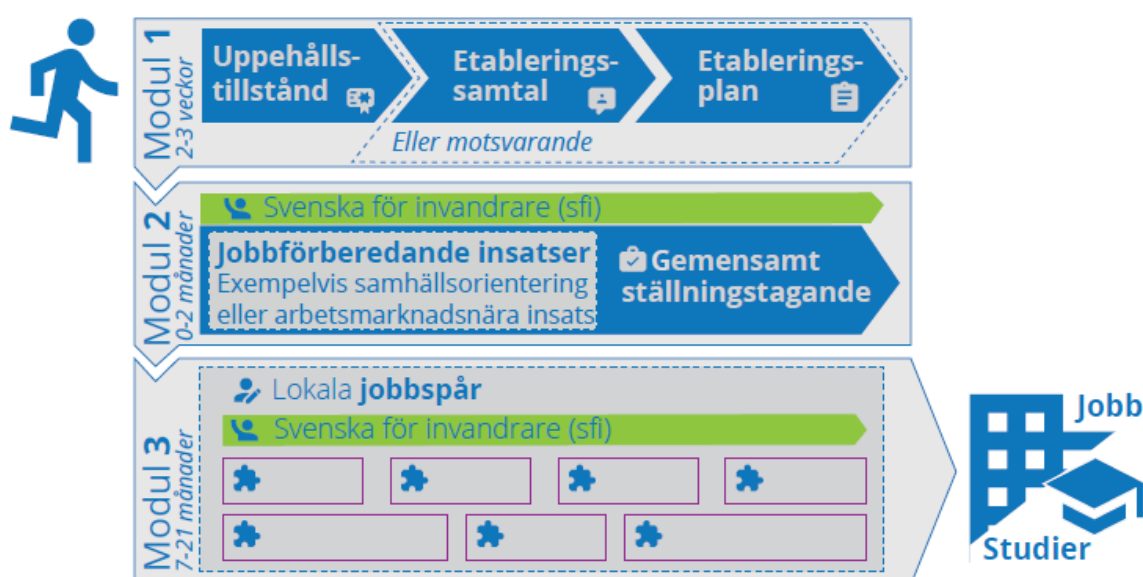 Modul 1
2-3 veckor
Uppehålls-
tillstånd
Etablerings-
samtal
Etablerings-
plan
Eller motsvarande
Modul 2
0-2 månader
Svenska för invandrare (sfi)
Jobbförberedande insatser
Exempelvis samhällsorientering
eller arbetsmarknadsnära insats
Gemensamt
ställningstagande
Modul 3
7-21 månader
Lokala jobbspår
Svenska för invandrare (sfi)
Jobb
Studier